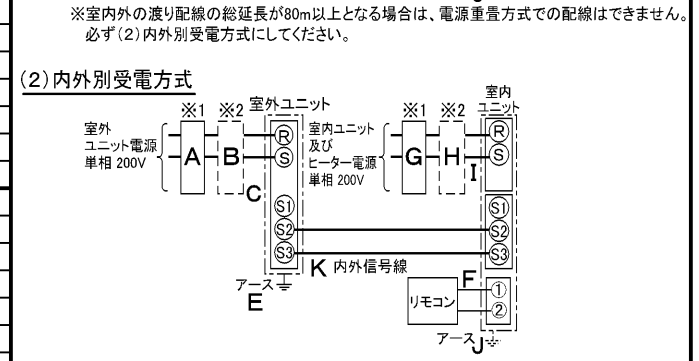 ※室内外の渡り配線の総延長が80m以上となる場合は、電源重畳方式での配線はできません。
必ず(2)内外別受電方式にしてください。
(2)内外別受電方式
※1 ※2 室外ユニット
室外
ユニット電源
単相 200V
A B
R
S
C
S1
S2
S3
アース
E
※1 ※2
室内
ユニット
室内ユニット
及び
ヒーター電源
単相 200V
G H
R
S
I
S1
S2
S3
K 内外信号線
F
リモコン
①
②
アース J